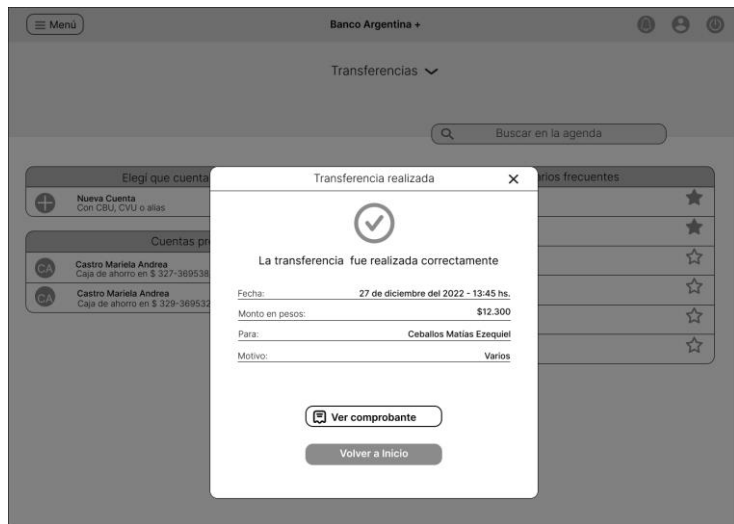 Menú
Banco Argentina +
Transferencias
Buscar en la agenda
Elegí que cuenta
rios frecuentes
Nueva Cuenta
Con CBU, CVU o alias
Cuentas pr
CA
Castro Mariela Andrea
Caja de ahorro en $ 327-369538
CA
Castro Mariela Andrea
Caja de ahorro en $ 329-369532
Transferencia realizada
La transferencia fue realizada correctamente
Fecha: 27 de diciembre del 2022 - 13:45 hs.
Monto en pesos: $12.300
Para: Ceballos Matías Ezequiel
Motivo: Varios
Ver comprobante
Volver a Inicio